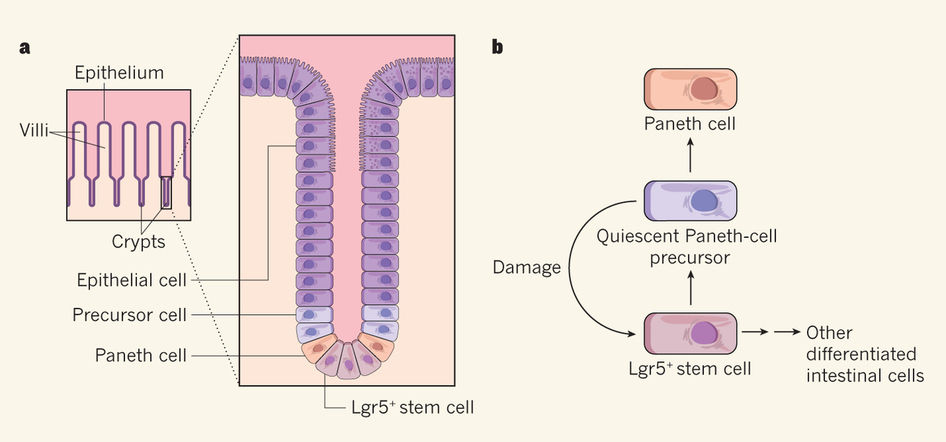 a
Epithelium
Villi
Crypts
Epithelial cell
Precursor cell
Paneth cell
Lgr5⁺ stem cell
b
Paneth cell
Quiescent Paneth-cell
precursor
Damage
Lgr5⁺ stem cell
Other
differentiated
intestinal cells